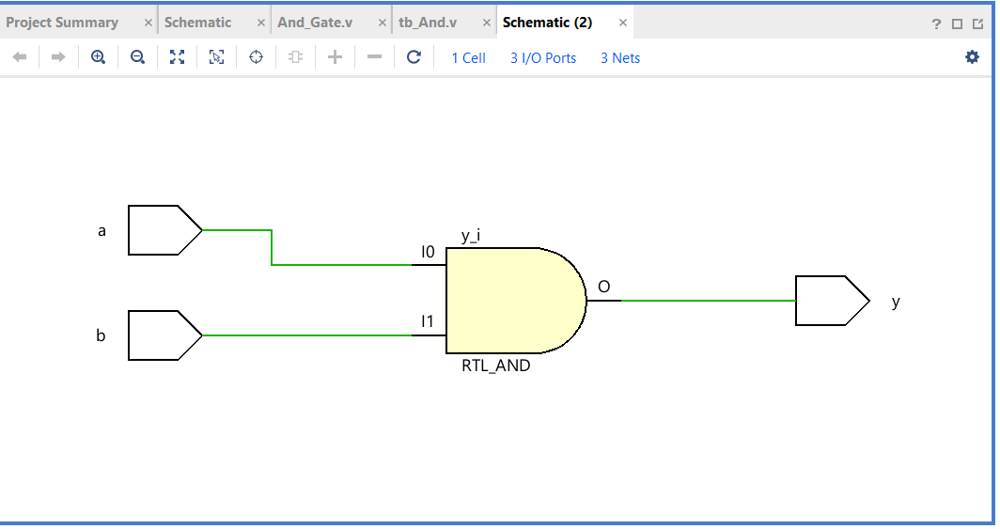 Project Summary × Schematic × And_Gate.v × tb_And.v × Schematic (2) × ?
1 Cell 3 I/O Ports 3 Nets
a
b
I0
I1
y_i
RTL_AND
O
y